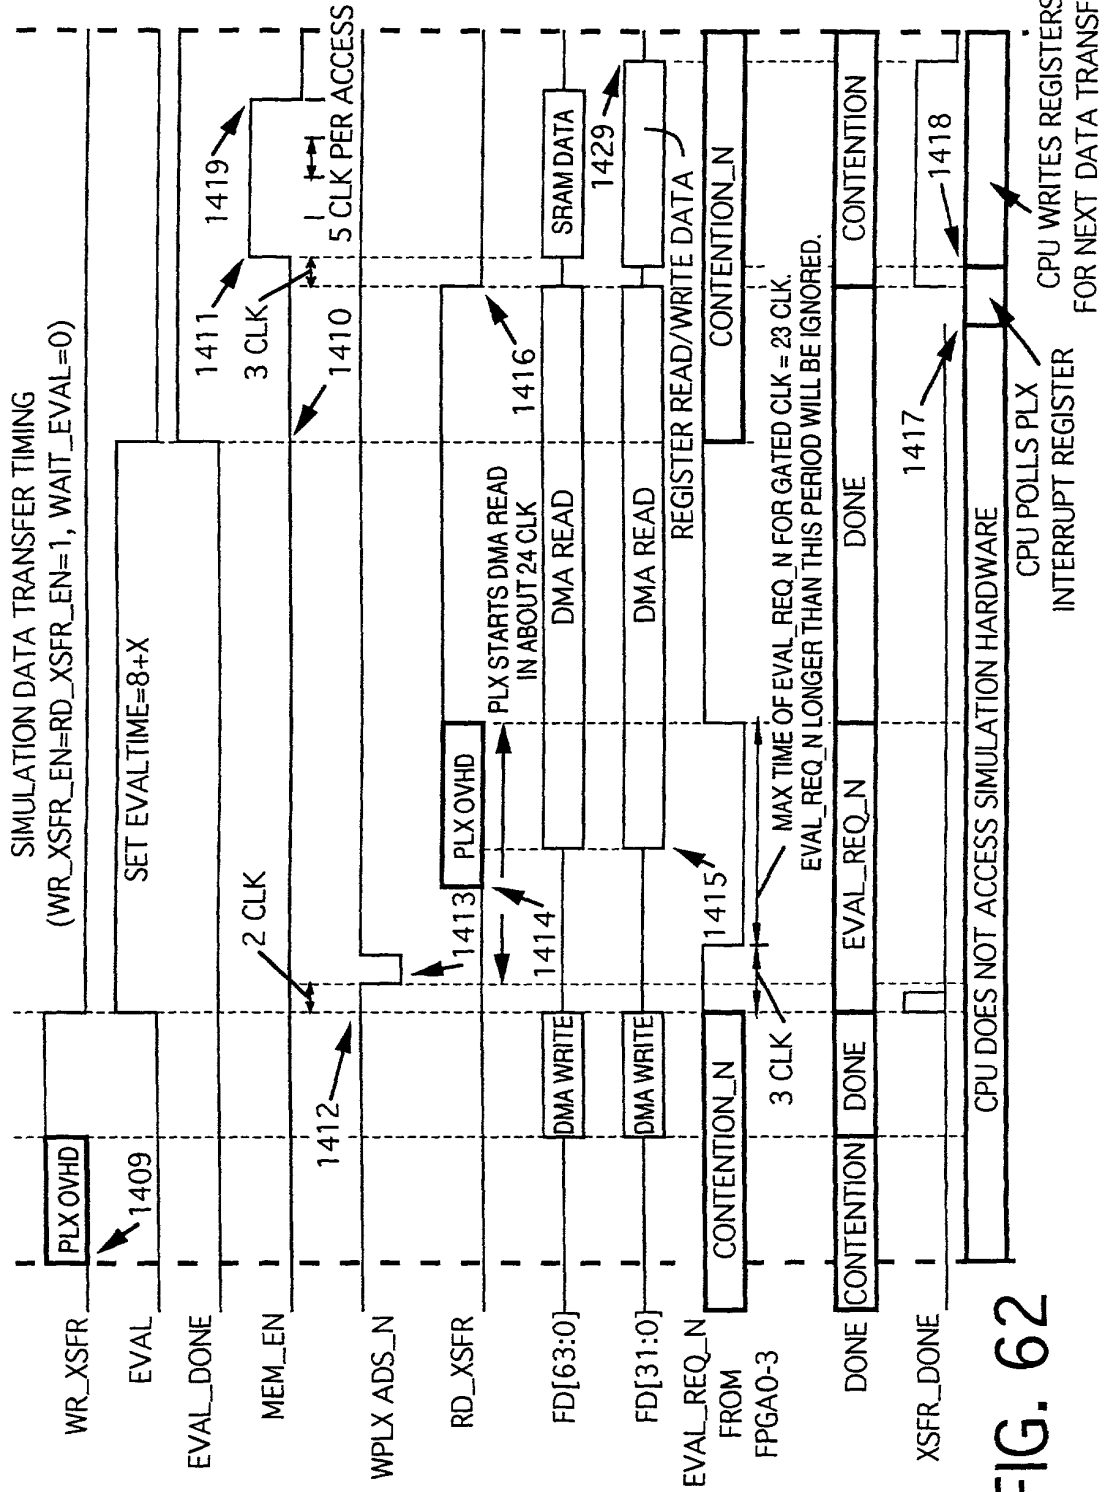 SIMULATION DATA TRANSFER TIMING
(WR_XSFR_EN=RD_XSFR_EN=1, WAIT_EVAL=0)
WR_XSFR
PLX OVHD
1409
EVAL
SET EVALTIME=8+X
EVAL_DONE
MEM_EN
2 CLK
1410
1411
3 CLK
1419
5 CLK PER ACCESS
WPLX ADS_N
1412
1413
RD_XSFR
PLX OVHD
1414
1416
PLX STARTS DMA READ
IN ABOUT 24 CLK
FD[63:0]
DMA WRITE
DMA READ
SRAM DATA
FD[31:0]
DMA WRITE
DMA READ
1429
1415
REGISTER READ/WRITE DATA
EVAL_REQ_N
FROM
FPGA0-3
CONTENTION_N
CONTENTION_N
3 CLK
MAX TIME OF EVAL_REQ_N FOR GATED CLK = 23 CLK.
EVAL_REQ_N LONGER THAN THIS PERIOD WILL BE IGNORED.
DONE
CONTENTION
DONE
EVAL_REQ_N
DONE
CONTENTION
XSFR_DONE
1417
1418
CPU DOES NOT ACCESS SIMULATION HARDWARE
CPU POLLS PLX
INTERRUPT REGISTER
CPU WRITES REGISTERS
FOR NEXT DATA TRANSF
FIG. 62